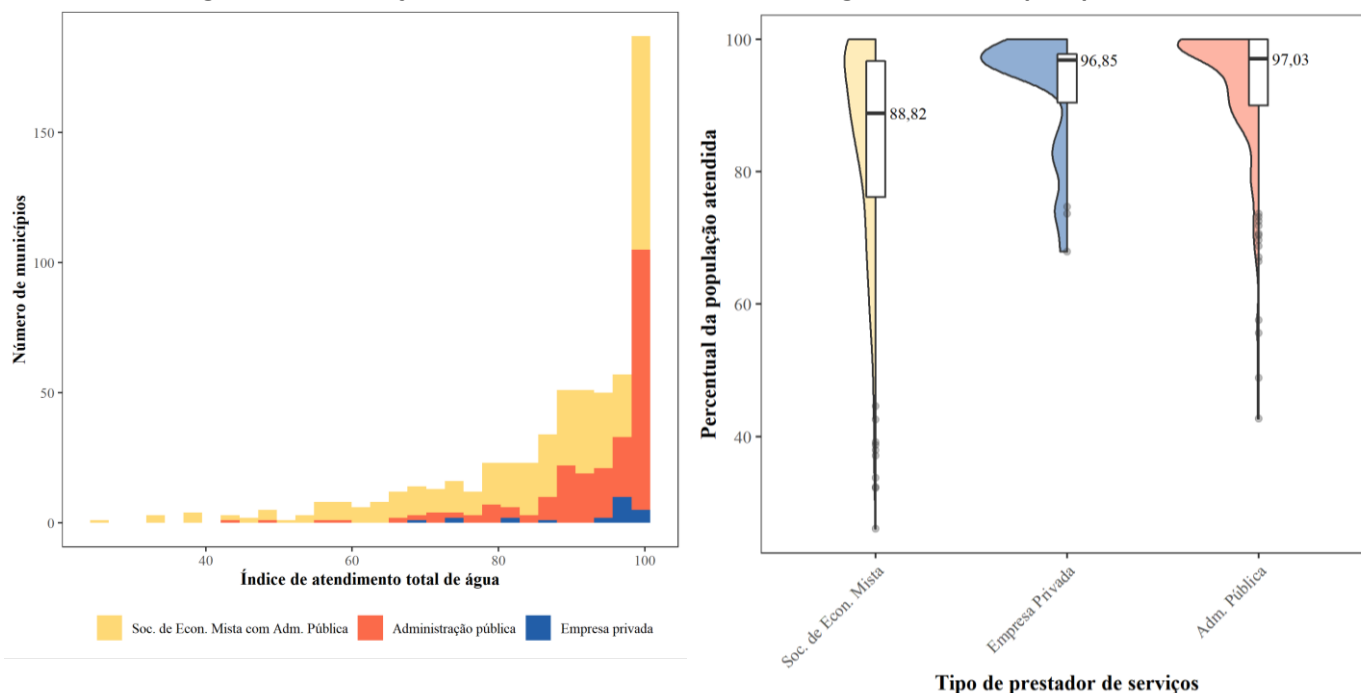 Número de municípios
150
100
50
0
40
60
80
100
Índice de atendimento total de água
Soc. de Econ. Mista com Adm. Pública
Administração pública
Empresa privada
Percentual da população atendida
100
80
60
40
88,82
96,85
97,03
Soc. de Econ. Mista
Empresa Privada
Adm. Pública
Tipo de prestador de serviços